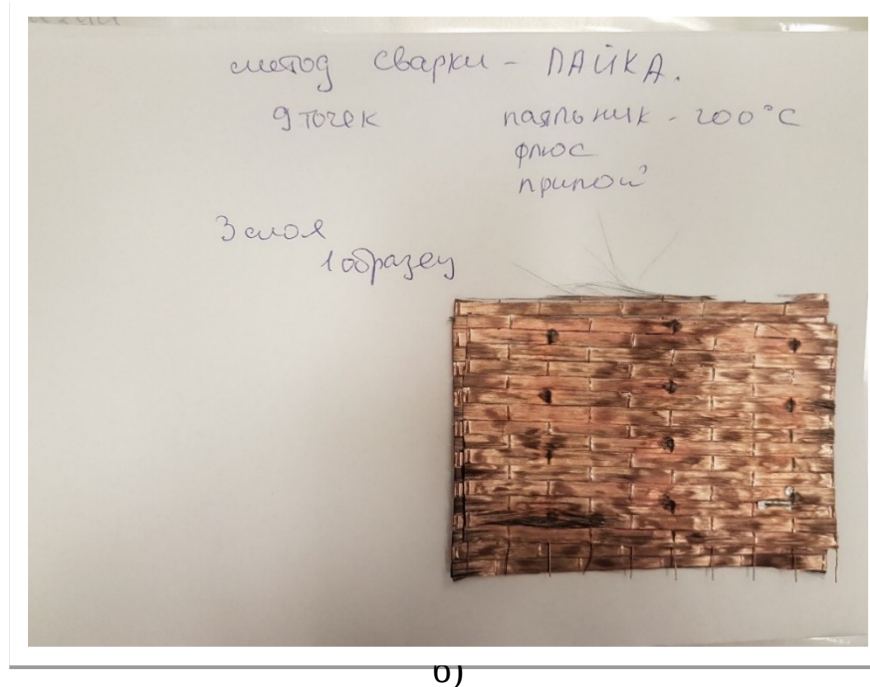 метод сварки - ПАЙКА.
9 точек паяльник - 200°C
флюс
припой
3 слоя
1 образец
б)